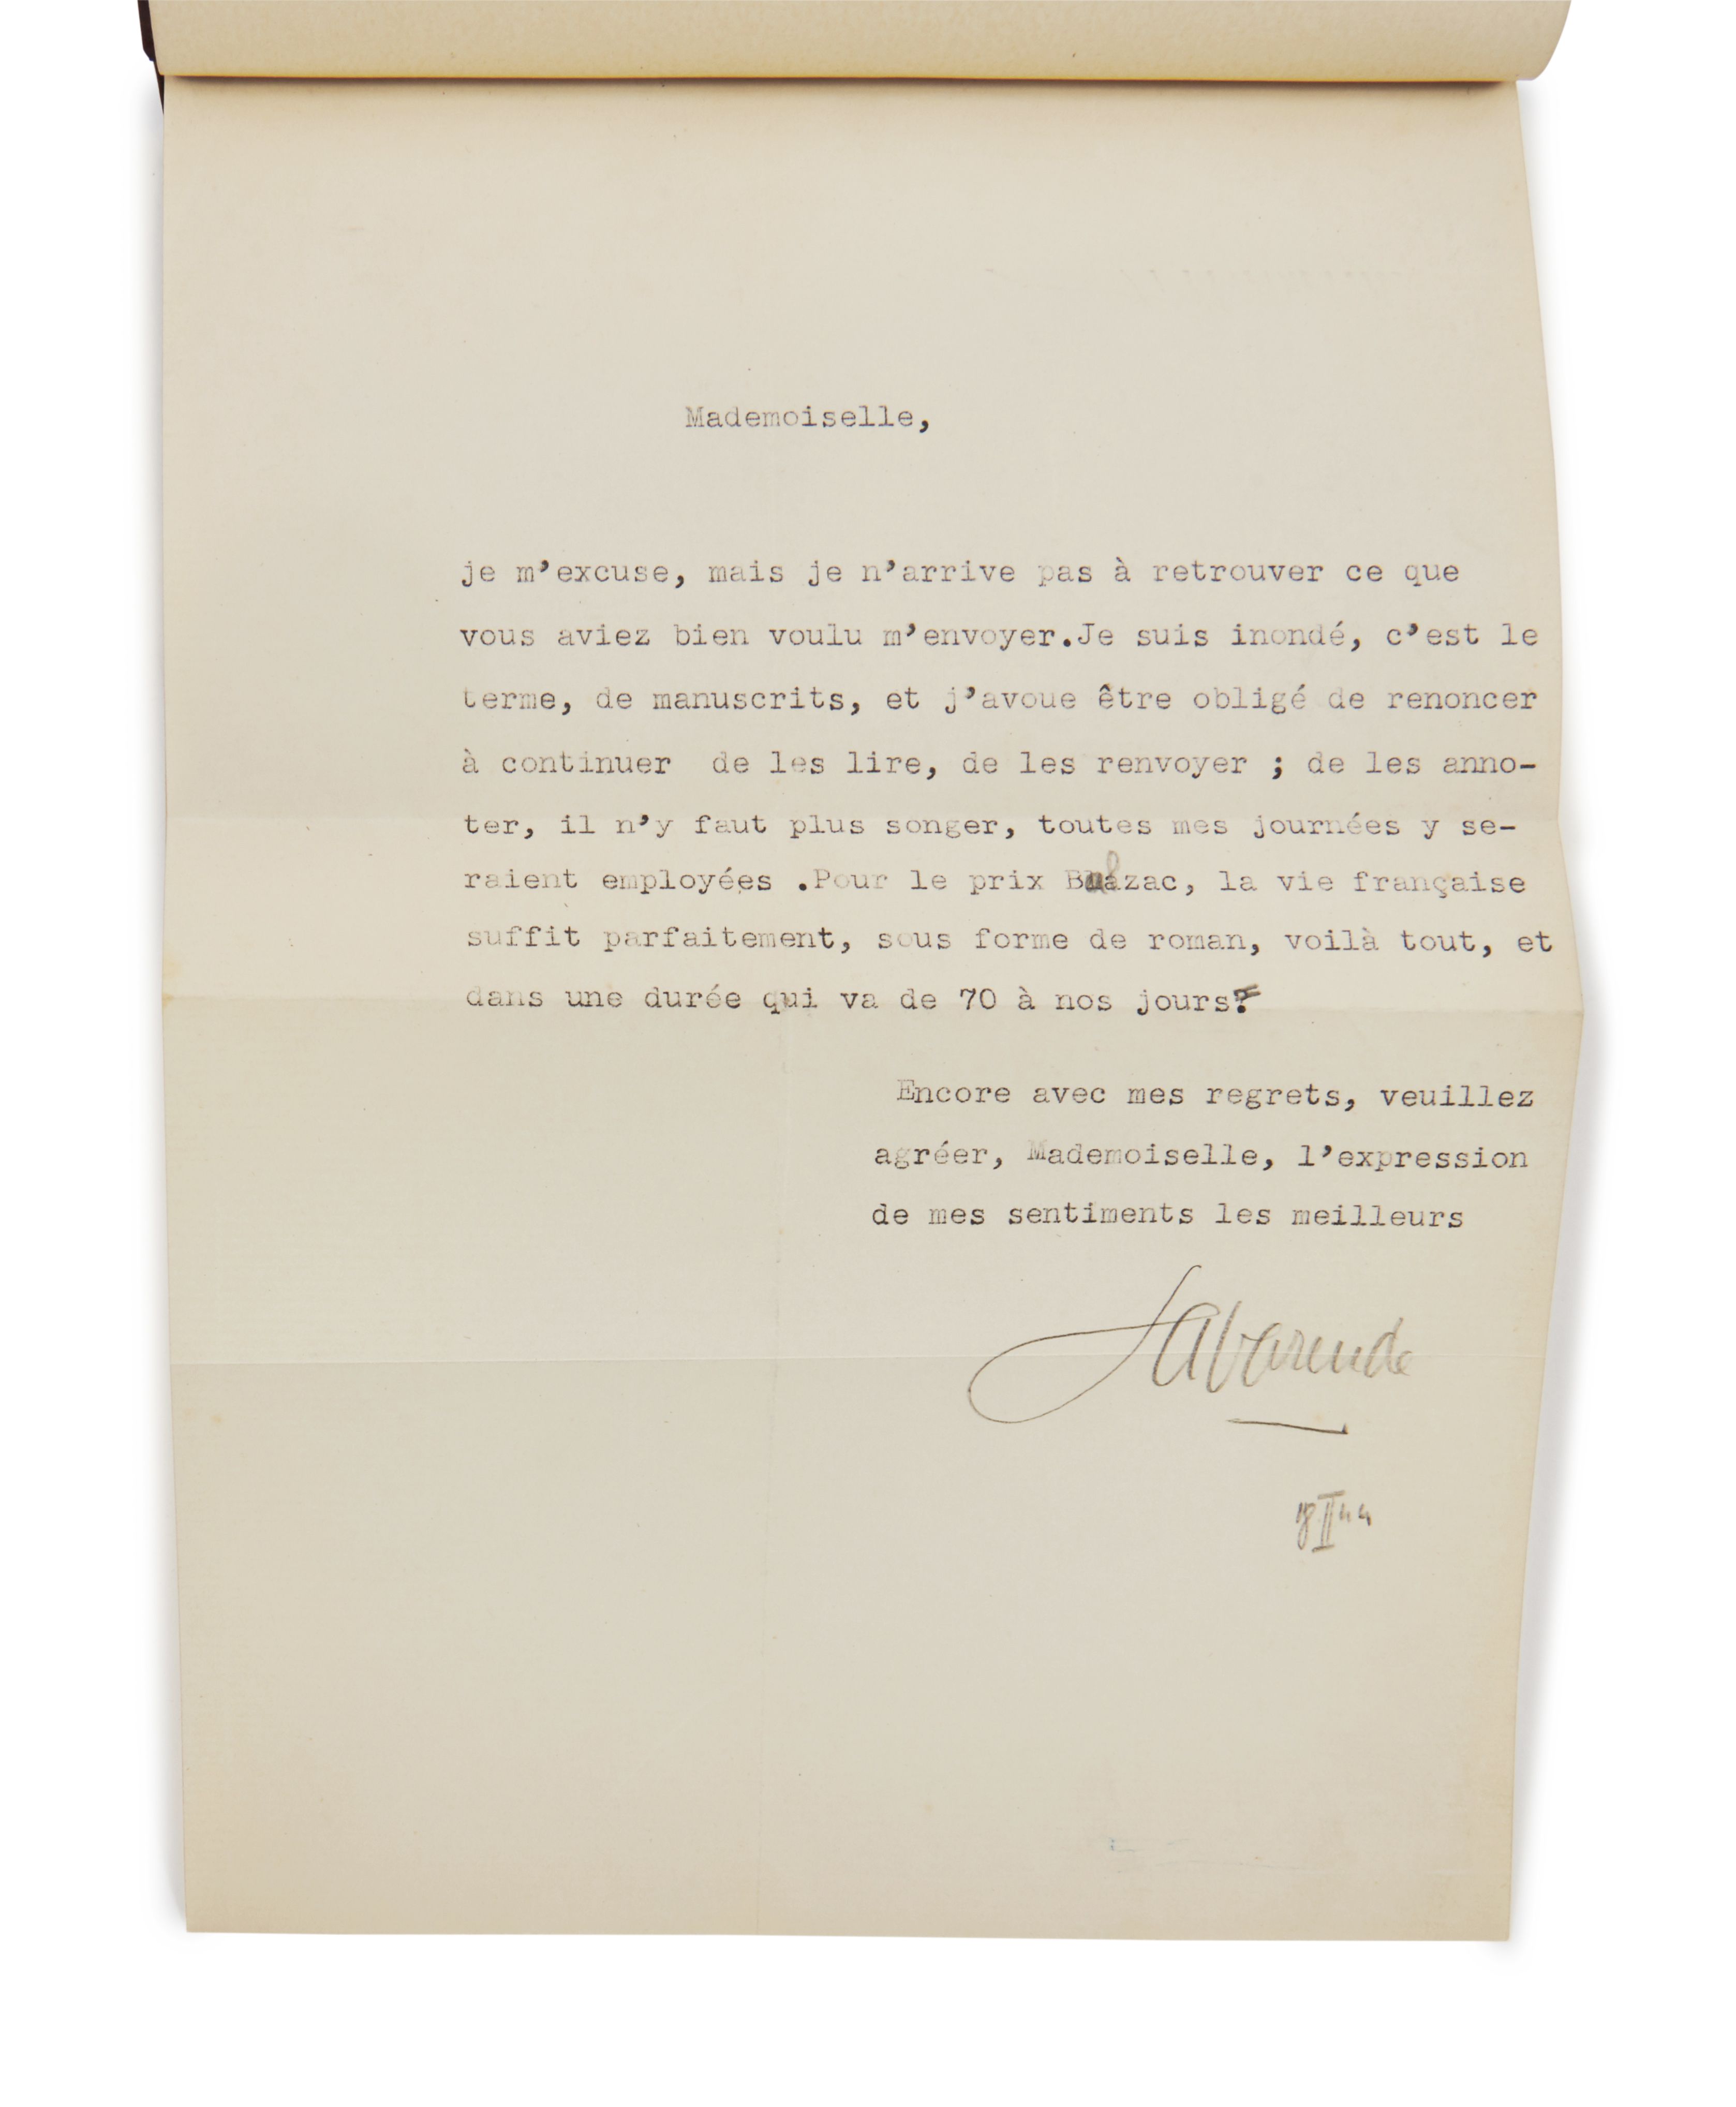 Mademoiselle,
je m'excuse, mais je n'arrive pas à retrouver ce que
vous aviez bien voulu m'envoyer.Je suis inondé, c'est le
terme, de manuscrits, et j'avoue être obligé de renoncer
à continuer de les lire, de les renvoyer ; de les anno-
ter, il n'y faut plus songer, toutes mes journées y se-
raient employées .Pour le prix Balzac, la vie française
suffit parfaitement, sous forme de roman, voilà tout, et
dans une durée qui va de 70 à nos jours.
Encore avec mes regrets, veuillez
agréer, Mademoiselle, l'expression
de mes sentiments les meilleurs
LaVarende
18 II 44